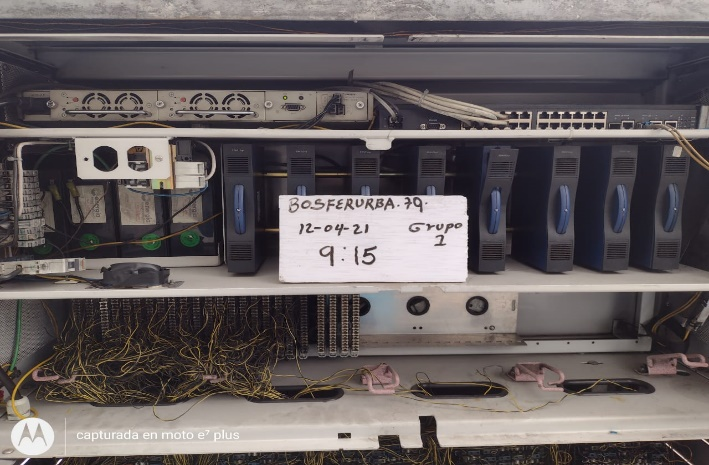 BOSFERURBA.79.
12-04-21 Grupo
1
9:15
capturada en moto e⁷ plus